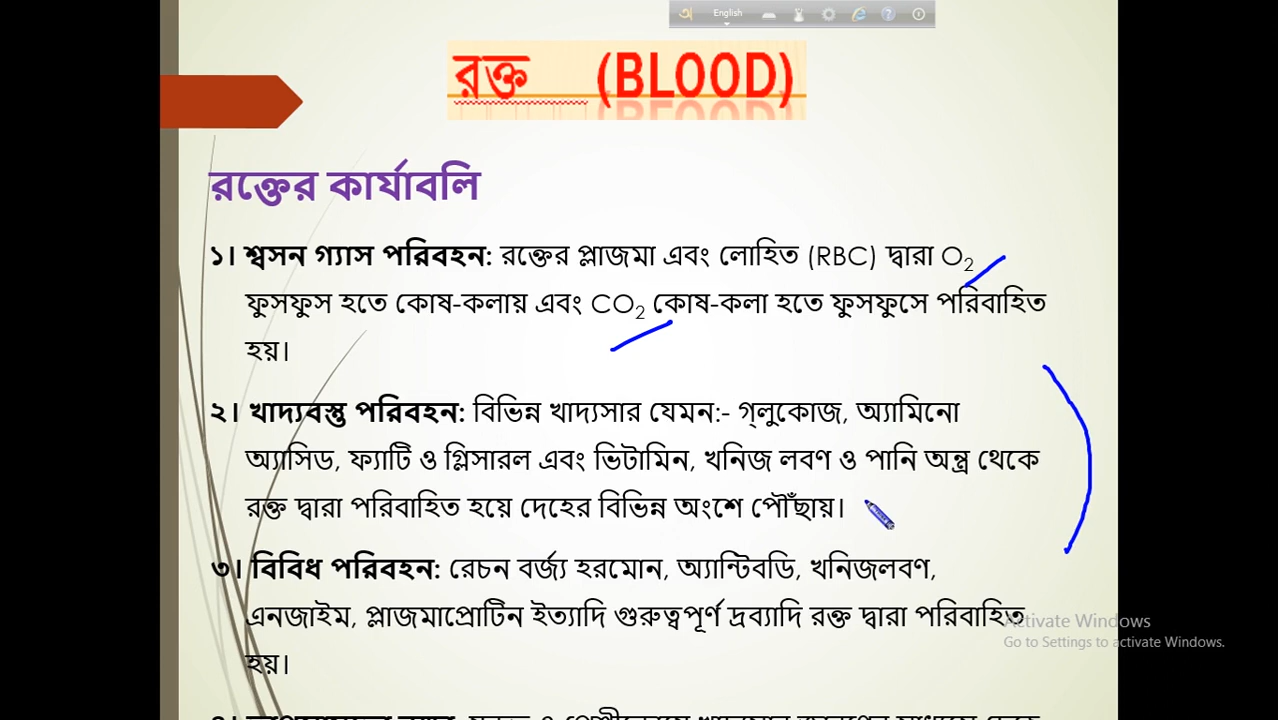 English
রক্ত (BLOOD)
রক্তের কার্যাবলি
১। শ্বসন গ্যাস পরিবহন: রক্তের প্লাজমা এবং লোহিত (RBC) দ্বারা O₂
ফুসফুস হতে কোষ-কলায় এবং CO₂ কোষ-কলা হতে ফুসফুসে পরিবাহিত
হয়।
২। খাদ্যবস্তু পরিবহন: বিভিন্ন খাদ্যসার যেমন:- গ্লুকোজ, অ্যামিনো
অ্যাসিড, ফ্যাটি ও গ্লিসারল এবং ভিটামিন, খনিজ লবণ ও পানি অন্ত্র থেকে
রক্ত দ্বারা পরিবাহিত হয়ে দেহের বিভিন্ন অংশে পৌঁছায়।
৩। বিবিধ পরিবহন: রেচন বর্জ্য হরমোন, অ্যান্টিবডি, খনিজলবণ,
এনজাইম, প্লাজমাপ্রোটিন ইত্যাদি গুরুত্বপূর্ণ দ্রব্যাদি রক্ত দ্বারা পরিবাহিত
হয়।
Activate Windows
Go to Settings to activate Windows.